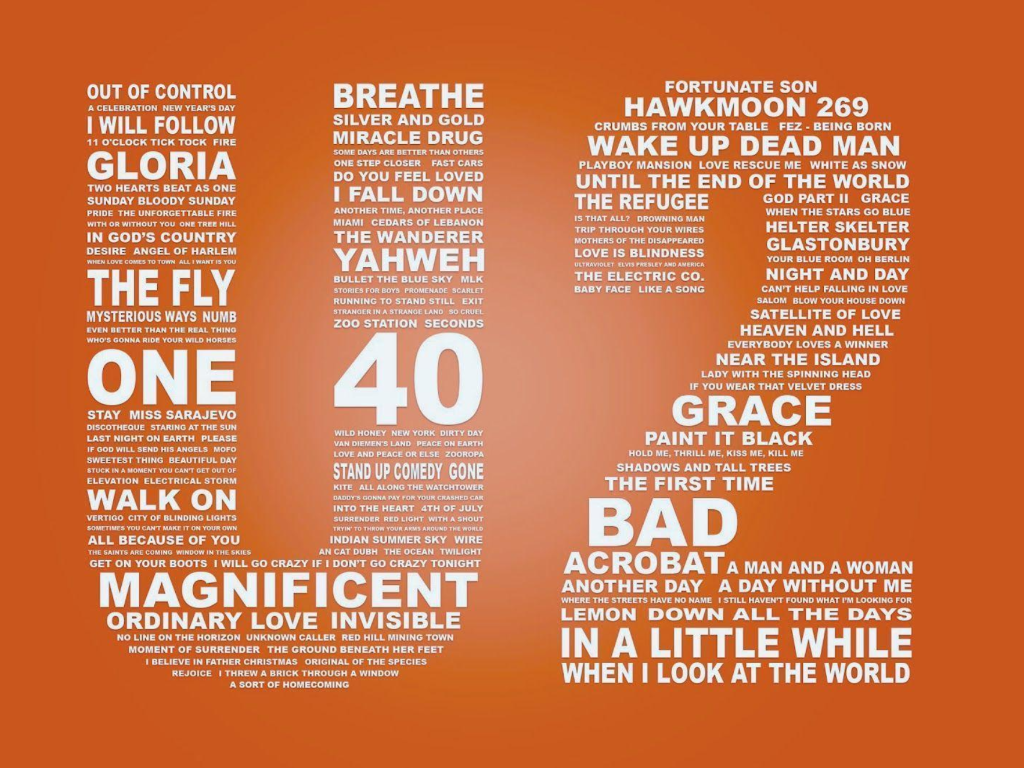 OUT OF CONTROL
A CELEBRATION NEW YEAR'S DAY
I WILL FOLLOW
11 O'CLOCK TICK TOCK FIRE
GLORIA
TWO HEARTS BEAT AS ONE
SUNDAY BLOODY SUNDAY
PRIDE THE UNFORGETTABLE FIRE
WITH OR WITHOUT YOU ONE TREE HILL
IN GOD'S COUNTRY
DESIRE ANGEL OF HARLEM
WHEN LOVE COMES TO TOWN ALL I WANT IS YOU
THE FLY
MYSTERIOUS WAYS NUMB
EVEN BETTER THAN THE REAL THING
WHO'S GONNA RIDE YOUR WILD HORSES
ONE
STAY MISS SARAJEVO
DISCOTHEQUE STARING AT THE SUN
LAST NIGHT ON EARTH PLEASE
IF GOD WILL SEND HIS ANGELS MOFO
SWEETEST THING BEAUTIFUL DAY
STUCK IN A MOMENT YOU CAN'T GET OUT OF
ELEVATION ELECTRICAL STORM
WALK ON
VERTIGO CITY OF BLINDING LIGHTS
SOMETIMES YOU CAN'T MAKE IT ON YOUR OWN
ALL BECAUSE OF YOU
THE SAINTS ARE COMING WINDOW IN THE SKIES
BREATHE
SILVER AND GOLD
MIRACLE DRUG
SOME DAYS ARE BETTER THAN OTHERS
ONE STEP CLOSER FAST CARS
DO YOU FEEL LOVED
I FALL DOWN
ANOTHER TIME, ANOTHER PLACE
MIAMI CEDARS OF LEBANON
THE WANDERER
YAHWEH
BULLET THE BLUE SKY MLK
STORIES FOR BOYS PROMENADE SCARLET
RUNNING TO STAND STILL EXIT
STRANGER IN A STRANGE LAND SO CRUEL
ZOO STATION SECONDS
40
WILD HONEY NEW YORK DIRTY DAY
VAN DIEMEN'S LAND PEACE ON EARTH
LOVE AND PEACE OR ELSE ZOOROPA
STAND UP COMEDY GONE
KITE ALL ALONG THE WATCHTOWER
DADDY'S GONNA PAY FOR YOUR CRASHED CAR
INTO THE HEART 4TH OF JULY
SURRENDER RED LIGHT WITH A SHOUT
TRYIN' TO THROW YOUR ARMS AROUND THE WORLD
INDIAN SUMMER SKY WIRE
AN CAT DUBH THE OCEAN TWILIGHT
GET ON YOUR BOOTS I WILL GO CRAZY IF I DON'T GO CRAZY TONIGHT
MAGNIFICENT
ORDINARY LOVE INVISIBLE
NO LINE ON THE HORIZON UNKNOWN CALLER RED HILL MINING TOWN
MOMENT OF SURRENDER THE GROUND BENEATH HER FEET
I BELIEVE IN FATHER CHRISTMAS ORIGINAL OF THE SPECIES
REJOICE I THREW A BRICK THROUGH A WINDOW
A SORT OF HOMECOMING
FORTUNATE SON
HAWKMOON 269
CRUMBS FROM YOUR TABLE FEZ - BEING BORN
WAKE UP DEAD MAN
PLAYBOY MANSION LOVE RESCUE ME WHITE AS SNOW
UNTIL THE END OF THE WORLD
THE REFUGEE
IS THAT ALL? DROWNING MAN
TRIP THROUGH YOUR WIRES
MOTHERS OF THE DISAPPEARED
LOVE IS BLINDNESS
ULTRAVIOLET ELVIS PRESLEY AND AMERICA
THE ELECTRIC CO.
BABY FACE LIKE A SONG
GOD PART II GRACE
WHEN THE STARS GO BLUE
HELTER SKELTER
GLASTONBURY
YOUR BLUE ROOM OH BERLIN
NIGHT AND DAY
CAN'T HELP FALLING IN LOVE
SALOM BLOW YOUR HOUSE DOWN
SATELLITE OF LOVE
HEAVEN AND HELL
EVERYBODY LOVES A WINNER
NEAR THE ISLAND
LADY WITH THE SPINNING HEAD
IF YOU WEAR THAT VELVET DRESS
GRACE
PAINT IT BLACK
HOLD ME, THRILL ME, KISS ME, KILL ME
SHADOWS AND TALL TREES
THE FIRST TIME
BAD
ACROBAT A MAN AND A WOMAN
ANOTHER DAY A DAY WITHOUT ME
WHERE THE STREETS HAVE NO NAME I STILL HAVEN'T FOUND WHAT I'M LOOKING FOR
LEMON DOWN ALL THE DAYS
IN A LITTLE WHILE
WHEN I LOOK AT THE WORLD